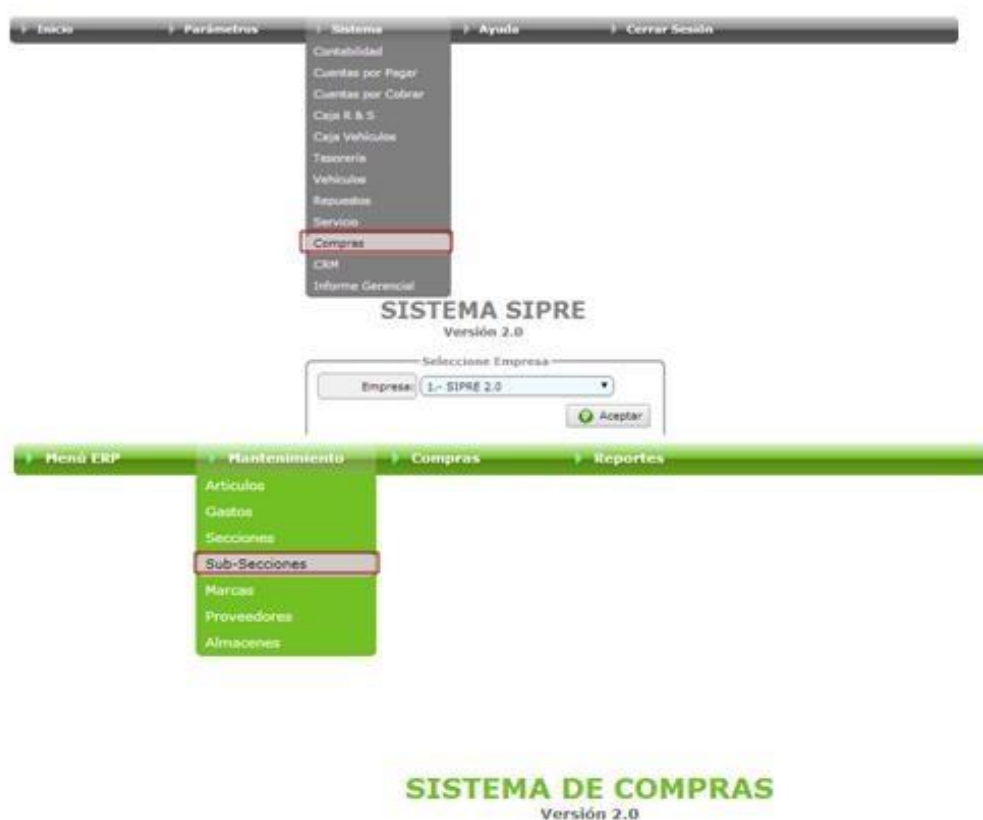 Inicio Parámetros Sistema Ayuda Cerrar Sesión
Contabilidad
Cuentas por Pagar
Cuentas por Cobrar
Caja R & S
Caja Vehículos
Tesorería
Vehículos
Repuestos
Servicio
Compras
CRM
Informe Gerencial
SISTEMA SIPRE
Versión 2.0
Seleccione Empresa
Empresa: 1.- SIPRE 2.0
Aceptar
Menú ERP Mantenimiento Compras Reportes
Articulos
Gastos
Secciones
Sub-Secciones
Marcas
Proveedores
Almacenes
SISTEMA DE COMPRAS
Versión 2.0